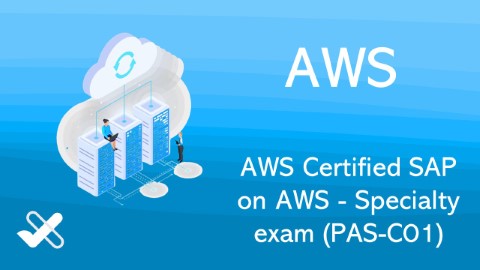 AWS
AWS Certified SAP
on AWS - Specialty
exam (PAS-C01)